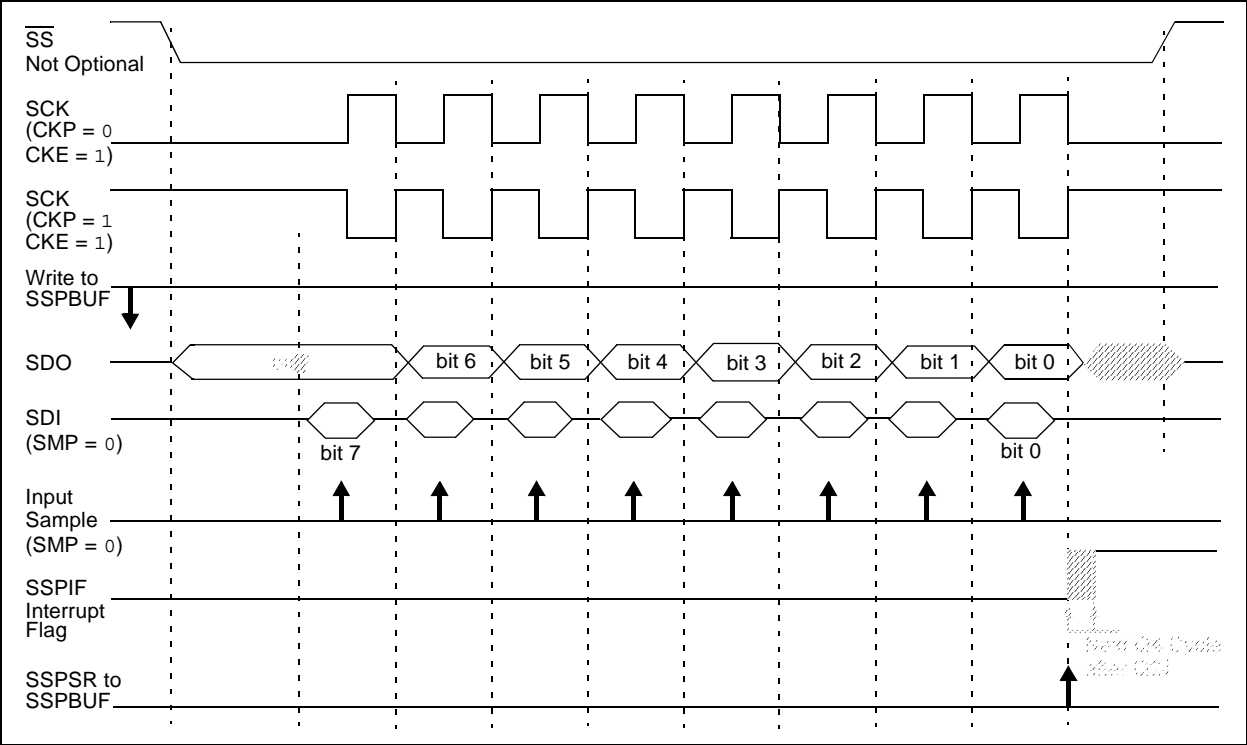 SS
Not Optional
SCK
(CKP = 0
CKE = 1)
SCK
(CKP = 1
CKE = 1)
Write to
SSPBUF
SDO
bit 6
bit 5
bit 4
bit 3
bit 2
bit 1
bit 0
SDI
(SMP = 0)
bit 7
bit 0
Input
Sample
(SMP = 0)
SSPIF
Interrupt
Flag
Cycle
after
SSPSR to
SSPBUF